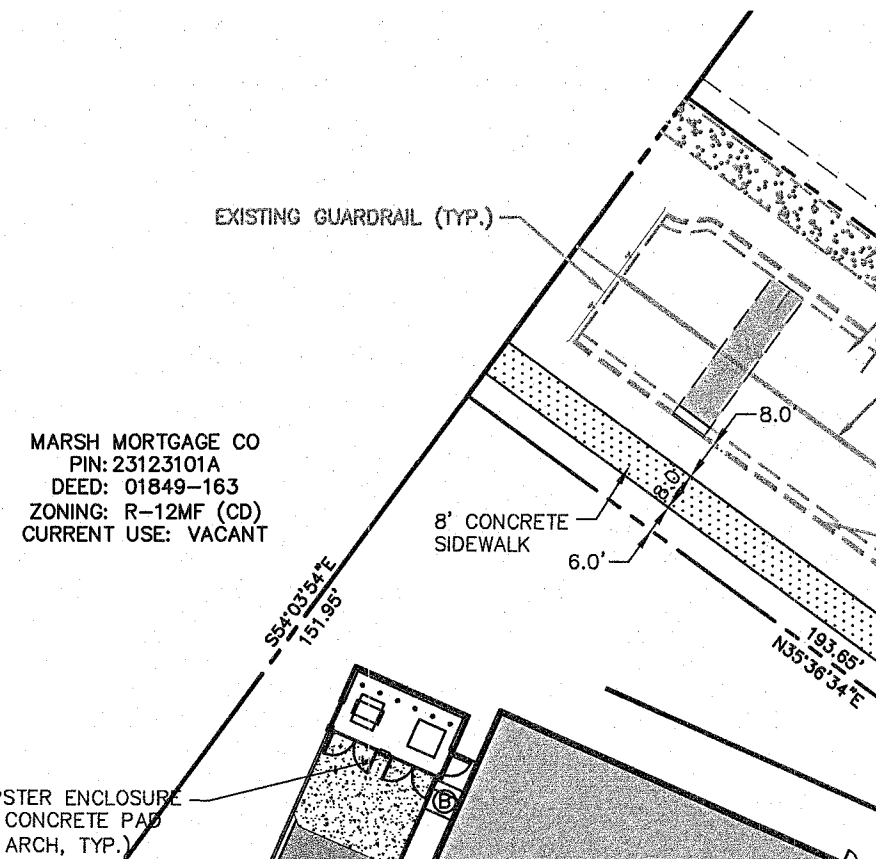 EXISTING GUARDRAIL (TYP.)
MARSH MORTGAGE CO
PIN: 23123101A
DEED: 01849-163
ZONING: R-12MF (CD)
CURRENT USE: VACANT
8.0'
8.0'
8' CONCRETE
SIDEWALK
6.0'
S54°03'54"E
151.95'
193.65'
N35°36'34"E
ENCLOSURE
CONCRETE PAD
ARCH, TYP.)
B